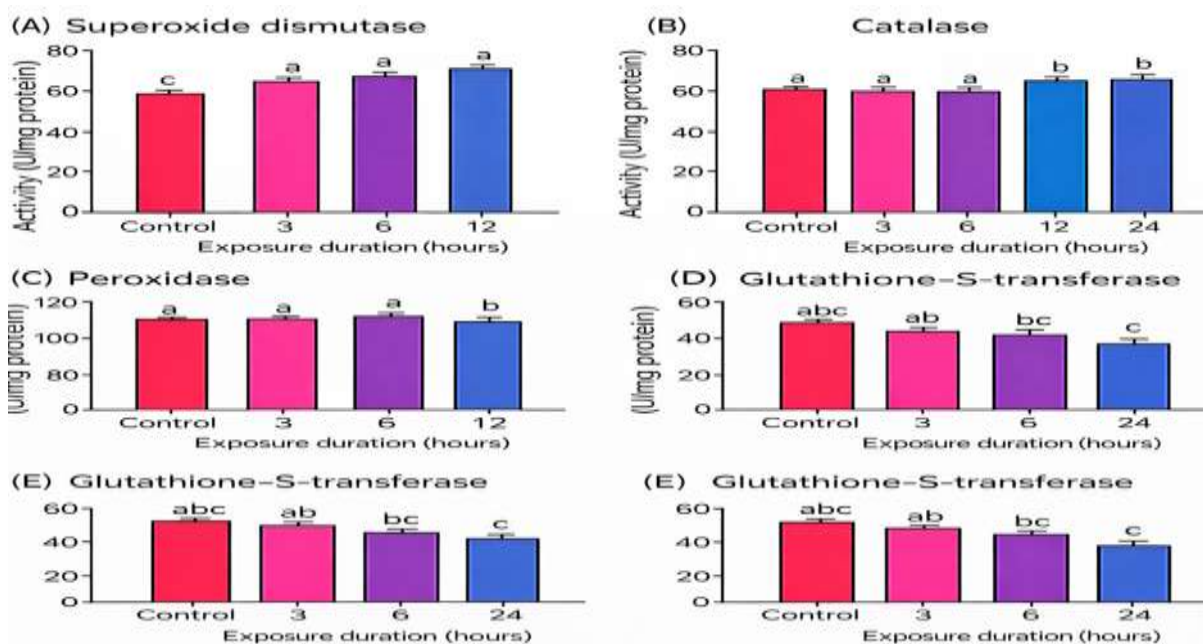 (A) Superoxide dismutase
Activity (U/mg protein)
80
60
40
20
0
c
a
a
a
Control 3 6 12
Exposure duration (hours)
(B) Catalase
Activity (U/mg protein)
80
60
40
20
0
a
a
a
b
b
Control 3 6 12 24
Exposure duration (hours)
(C) Peroxidase
(U/mg protein)
120
100
80
0
a
a
a
b
Control 3 6 12
Exposure duration (hours)
(D) Glutathione-S-transferase
(U/mg protein)
60
40
20
0
abc
ab
bc
c
Control 3 6 24
Exposure duration (hours)
(E) Glutathione-S-transferase
60
40
20
0
abc
ab
bc
c
Control 3 6 24
Exposure duration (hours)
(E) Glutathione-S-transferase
60
40
20
0
abc
ab
bc
c
Control 3 6 24
Exposure duration (hours)